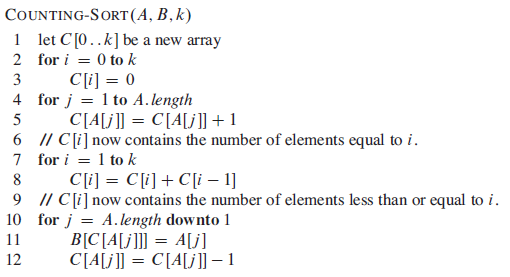 COUNTING-SORT(A, B, k)
1 let C[0..k] be a new array
2 for i = 0 to k
3 C[i] = 0
4 for j = 1 to A.length
5 C[A[j]] = C[A[j]] + 1
6 // C[i] now contains the number of elements equal to i.
7 for i = 1 to k
8 C[i] = C[i] + C[i − 1]
9 // C[i] now contains the number of elements less than or equal to i.
10 for j = A.length downto 1
11 B[C[A[j]]] = A[j]
12 C[A[j]] = C[A[j]] − 1